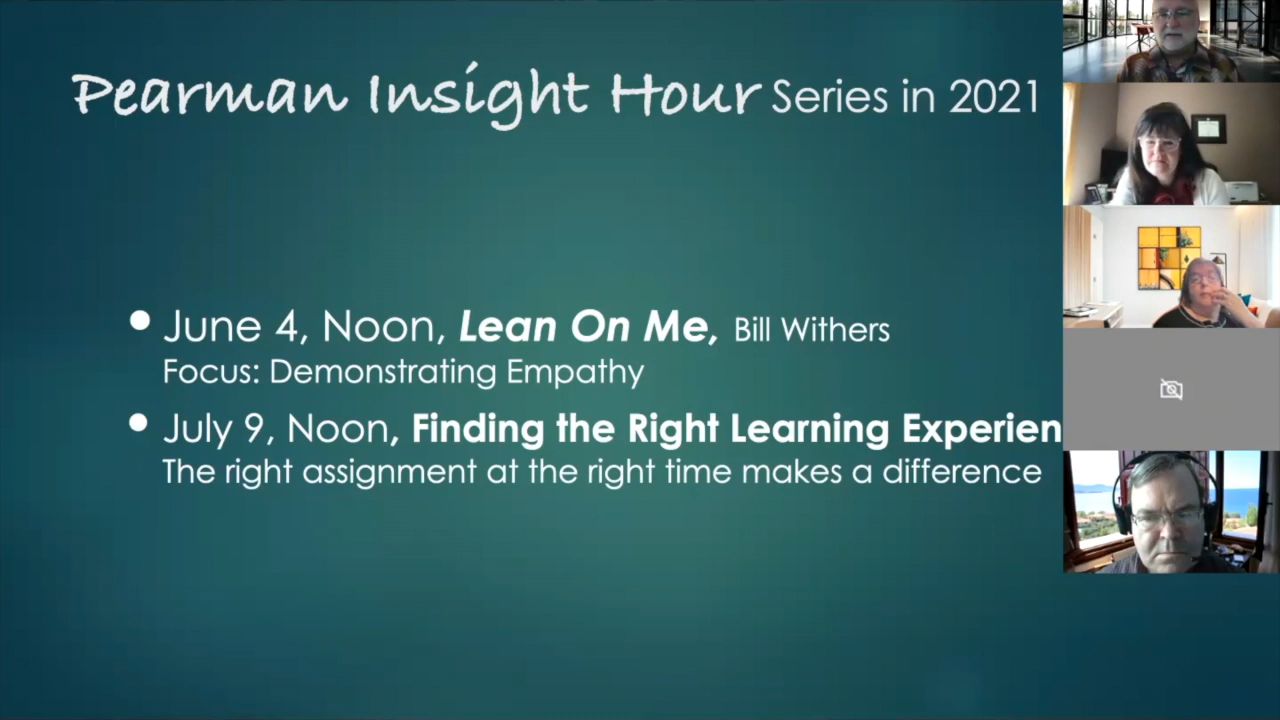 Pearman Insight Hour Series in 2021
• June 4, Noon, Lean On Me, Bill Withers
Focus: Demonstrating Empathy
• July 9, Noon, Finding the Right Learning Experien
The right assignment at the right time makes a difference